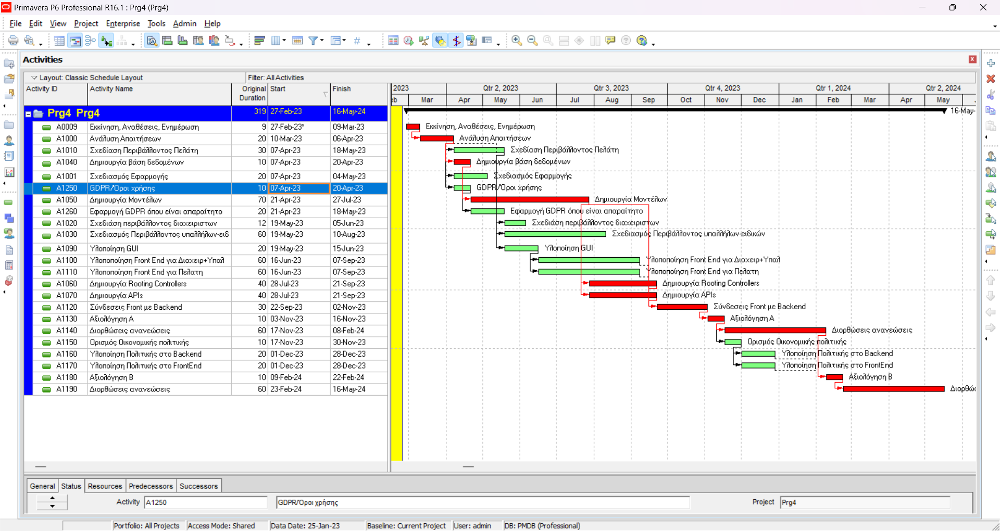 Primavera P6 Professional R16.1 : Prg4 (Prg4)
File Edit View Project Enterprise Tools Admin Help
Activities
Layout: Classic Schedule Layout Filter: All Activities
Activity ID Activity Name Original Duration Start Finish
Prg4 Prg4 319 27-Feb-23 16-May-24
A0009 Εκκίνηση, Αναθέσεις, Ενημέρωση 9 27-Feb-23* 09-Mar-23
A1000 Ανάλυση Απαιτήσεων 20 10-Mar-23 06-Apr-23
A1010 Σχεδίαση Περιβάλλοντος Πελάτη 30 07-Apr-23 18-May-23
A1040 Δημιουργία βάση δεδομένων 10 07-Apr-23 20-Apr-23
A1001 Σχεδιασμός Εφαρμογής 20 07-Apr-23 04-May-23
A1250 GDPR/Όροι χρήσης 10 07-Apr-23 20-Apr-23
A1050 Δημιουργία Μοντέλων 70 21-Apr-23 27-Jul-23
A1260 Εφαρμογή GDPR όπου είναι απαραίτητο 20 21-Apr-23 18-May-23
A1020 Σχεδιάση περιβάλλοντος διαχειριστων 12 19-May-23 05-Jun-23
A1030 Σχεδιασμός Περιβάλλοντος υπαλλήλων-ειδ 60 19-May-23 10-Aug-23
A1090 Υλοποίηση GUI 20 19-May-23 15-Jun-23
A1100 Υλοποποίηση Front End για Διαχειρ+Υπαλ 60 16-Jun-23 07-Sep-23
A1110 Υλοποποίηση Front End για Πελατη 60 16-Jun-23 07-Sep-23
A1060 Δημιουργία Rooting Controllers 40 28-Jul-23 21-Sep-23
A1070 Δημιουργία APIs 40 28-Jul-23 21-Sep-23
A1120 Σύνδεσεις Front με Backend 30 22-Sep-23 02-Nov-23
A1130 Αξιολόγηση Α 10 03-Nov-23 16-Nov-23
A1140 Διορθώσεις ανανεώσεις 60 17-Nov-23 08-Feb-24
A1150 Ορισμός Οικονομικής πολιτικής 10 17-Nov-23 30-Nov-23
A1160 Υλοποίηση Πολιτικής στο Backend 20 01-Dec-23 28-Dec-23
A1170 Υλοποίηση Πολιτικής στο FrontEnd 20 01-Dec-23 28-Dec-23
A1180 Αξιολόγηση Β 10 09-Feb-24 22-Feb-24
A1190 Διορθώσεις ανανεώσεις 60 23-Feb-24 16-May-24
2023 Qtr 2, 2023 Qtr 3, 2023 Qtr 4, 2023 Qtr 1, 2024 Qtr 2, 2024
eb Mar Apr May Jun Jul Aug Sep Oct Nov Dec Jan Feb Mar Apr May
16-May-
Εκκίνηση, Αναθέσεις, Ενημέρωση
Ανάλυση Απαιτήσεων
Σχεδίαση Περιβάλλοντος Πελάτη
Δημιουργία βάση δεδομένων
Σχεδιασμός Εφαρμογής
GDPR/Όροι χρήσης
Δημιουργία Μοντέλων
Εφαρμογή GDPR όπου είναι απαραίτητο
Σχεδιάση περιβάλλοντος διαχειριστων
Σχεδιασμός Περιβάλλοντος υπαλλήλων-ειδικών
Υλοποίηση GUI
Υλοποποίηση Front End για Διαχειρ+Υπαλ
Υλοποποίηση Front End για Πελατη
Δημιουργία Rooting Controllers
Δημιουργία APIs
Σύνδεσεις Front με Backend
Αξιολόγηση Α
Διορθώσεις ανανεώσεις
Ορισμός Οικονομικής πολιτικής
Υλοποίηση Πολιτικής στο Backend
Υλοποίηση Πολιτικής στο FrontEnd
Αξιολόγηση Β
Διορθώ
General Status Resources Predecessors Successors
Activity A1250 GDPR/Όροι χρήσης Project Prg4
Portfolio: All Projects Access Mode: Shared Data Date: 25-Jan-23 Baseline: Current Project User: admin DB: PMDB (Professional)